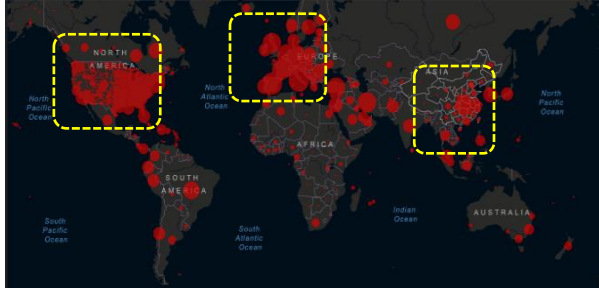 NORTH
AMERICA
EUROPE
ASIA
North
Pacific
Ocean
North
Atlantic
Ocean
North
Pacific
Ocean
AFRICA
SOUTH
AMERICA
Indian
Ocean
AUSTRALIA
South
Pacific
Ocean
South
Atlantic
Ocean